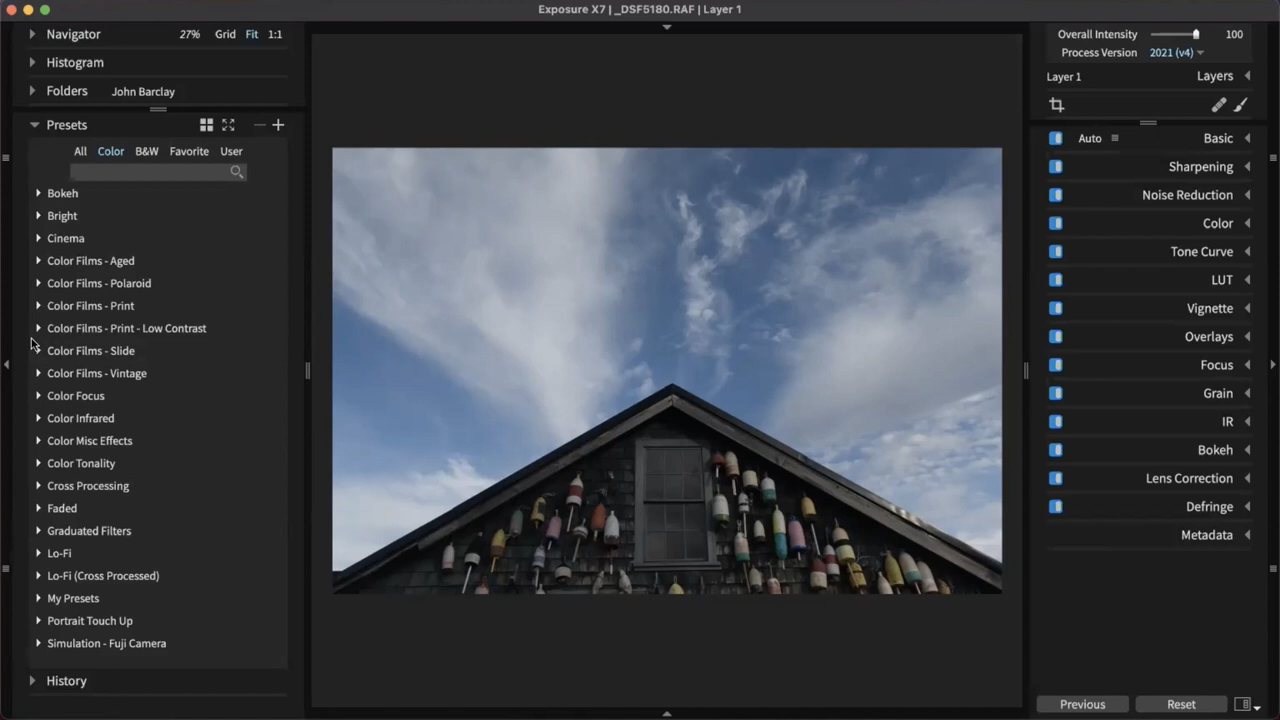 Exposure X7 | _DSF5180.RAF | Layer 1
Navigator 27% Grid Fit 1:1
Histogram
Folders John Barclay
Presets
All Color B&W Favorite User
Bokeh
Bright
Cinema
Color Films - Aged
Color Films - Polaroid
Color Films - Print
Color Films - Print - Low Contrast
Color Films - Slide
Color Films - Vintage
Color Focus
Color Infrared
Color Misc Effects
Color Tonality
Cross Processing
Faded
Graduated Filters
Lo-Fi
Lo-Fi (Cross Processed)
My Presets
Portrait Touch Up
Simulation - Fuji Camera
History
Overall Intensity 100
Process Version 2021 (v4)
Layer 1 Layers
Auto Basic
Sharpening
Noise Reduction
Color
Tone Curve
LUT
Vignette
Overlays
Focus
Grain
IR
Bokeh
Lens Correction
Defringe
Metadata
Previous Reset